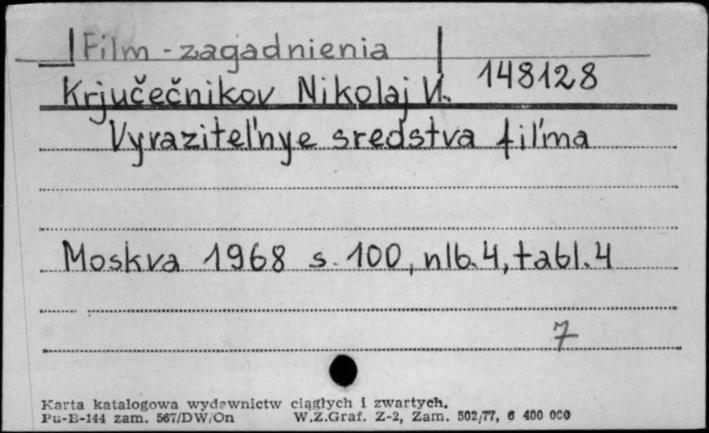 Film - zagadnienia
Krjučečnikov Nikolaj V. 148128
Vyrazitel'nye sredstva fil'ma
Moskva 1968 s. 100, nlb. 4, tabl. 4
7
Karta katalogowa wydawnictw ciągłych i zwartych.
Pu-B-144 zam. 567/DW/On W.Z.Graf. Z-2, Zam. 502/77, 6 400 000